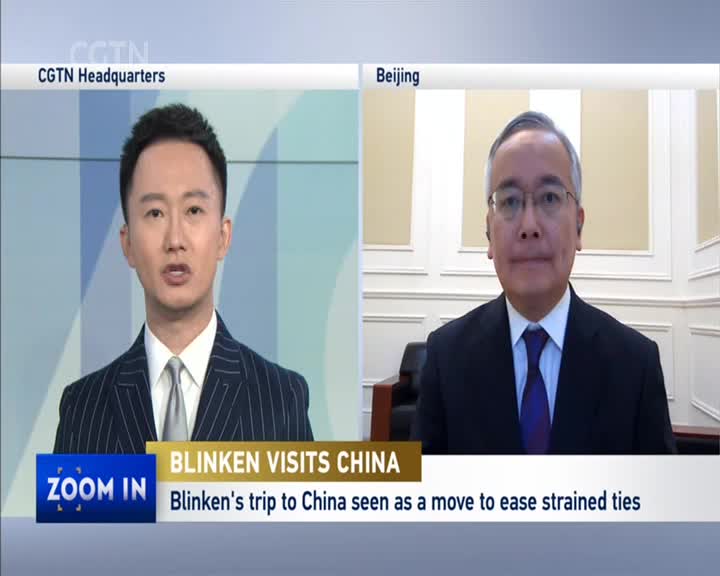 CGTN
CGTN Headquarters
Beijing
BLINKEN VISITS CHINA
ZOOM IN
Blinken's trip to China seen as a move to ease strained ties